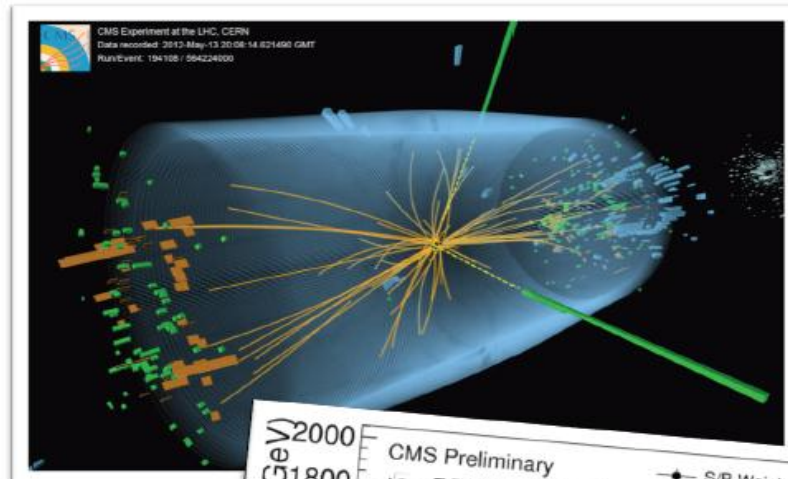 CMS
CMS Experiment at the LHC, CERN
Data recorded: 2012-May-13 20:08:14.621490 GMT
Run/Event: 194108 / 564224000
GeV)
2000
1800
CMS Preliminary
S/B